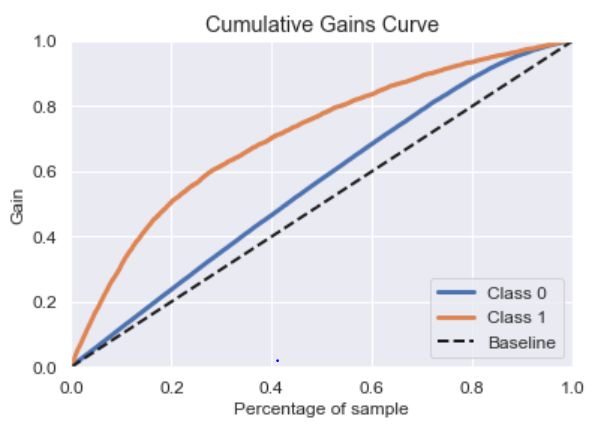 Cumulative Gains Curve
1.0
0.8
0.6
0.4
0.2
0.0
Gain
Class 0
Class 1
Baseline
0.0 0.2 0.4 0.6 0.8 1.0
Percentage of sample